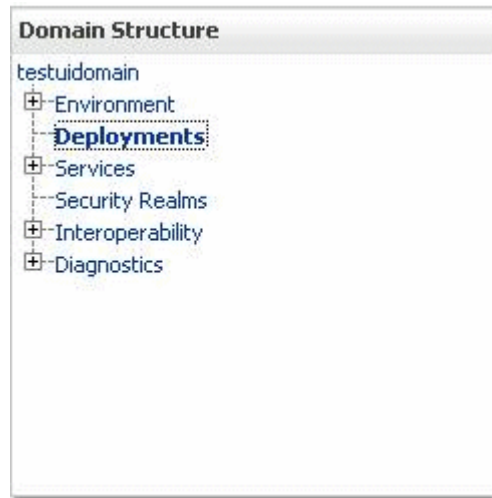 Domain Structure
testuidomain
Environment
Deployments
Services
Security Realms
Interoperability
Diagnostics